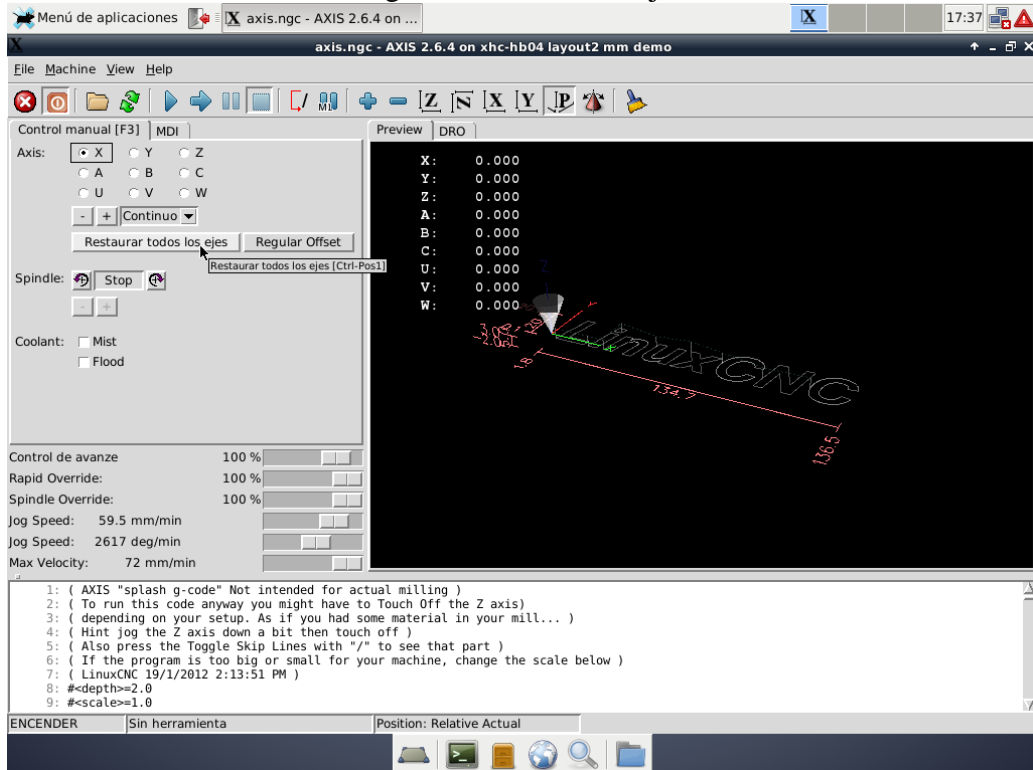 Menú de aplicaciones axis.ngc - AXIS 2.6.4 on ... 17:37
axis.ngc - AXIS 2.6.4 on xhc-hb04 layout2 mm demo
File Machine View Help
Z N X Y P
Control manual [F3] MDI Preview DRO
Axis: X Y Z
A B C
U V W
- + Continuo
Restaurar todos los ejes Regular Offset
Restaurar todos los ejes [Ctrl-Pos1]
Spindle: Stop
- +
Coolant: Mist
Flood
X: 0.000
Y: 0.000
Z: 0.000
A: 0.000
B: 0.000
C: 0.000
U: 0.000
V: 0.000
W: 0.000
Z
LinuxCNC
1.8
134.7
136.5
Control de avanze 100 %
Rapid Override: 100 %
Spindle Override: 100 %
Jog Speed: 59.5 mm/min
Jog Speed: 2617 deg/min
Max Velocity: 72 mm/min
1: ( AXIS "splash g-code" Not intended for actual milling )
2: ( To run this code anyway you might have to Touch Off the Z axis)
3: ( depending on your setup. As if you had some material in your mill... )
4: ( Hint jog the Z axis down a bit then touch off )
5: ( Also press the Toggle Skip Lines with "/" to see that part )
6: ( If the program is too big or small for your machine, change the scale below )
7: ( LinuxCNC 19/1/2012 2:13:51 PM )
8: #<depth>=2.0
9: #<scale>=1.0
ENCENDER Sin herramienta Position: Relative Actual